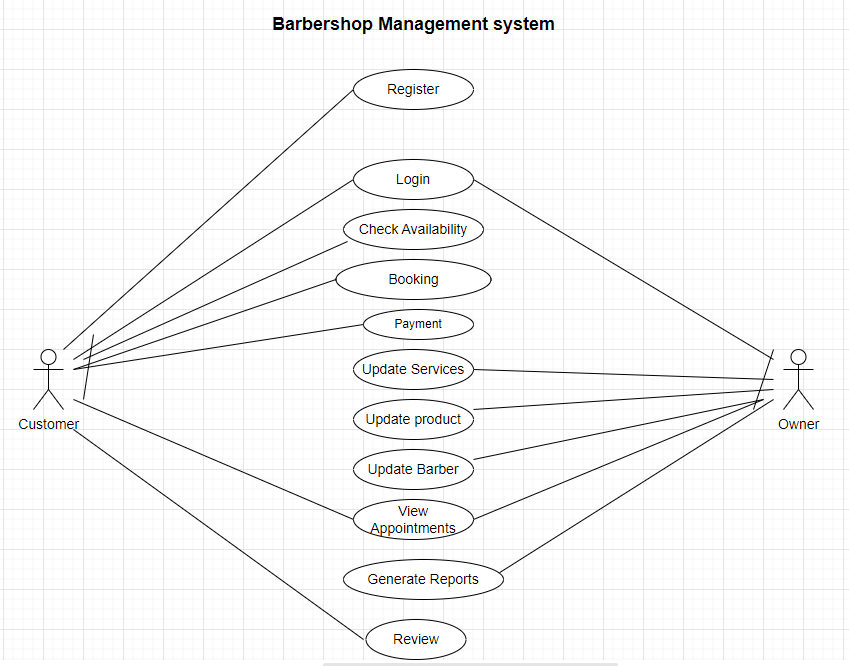 Barbershop Management system
Register
Login
Check Availability
Booking
Payment
Update Services
Customer
Update product
Owner
Update Barber
View
Appointments
Generate Reports
Review